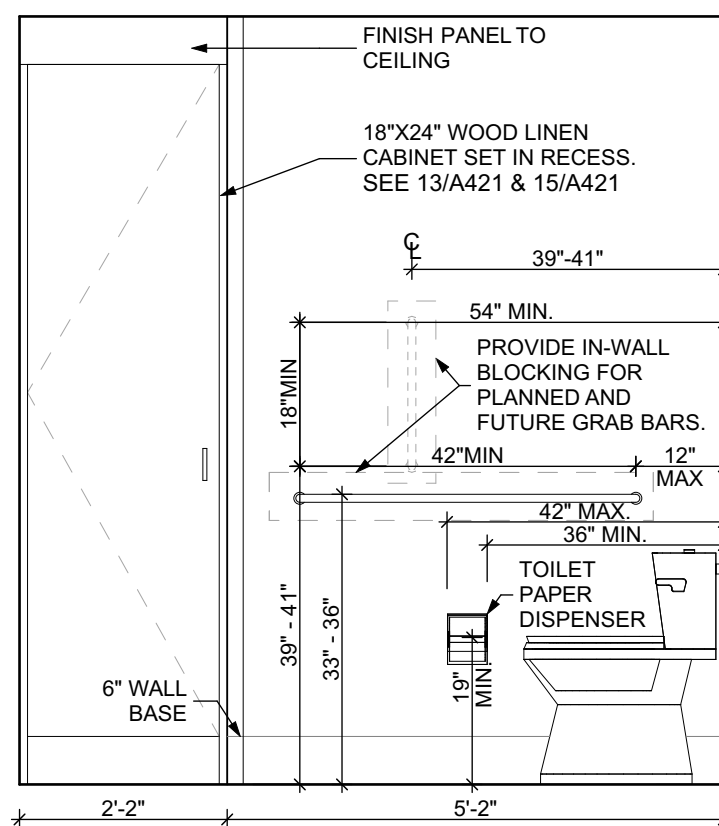 FINISH PANEL TO
CEILING
18"X24" WOOD LINEN
CABINET SET IN RECESS.
SEE 13/A421 & 15/A421
CL
39"-41"
54" MIN.
PROVIDE IN-WALL
BLOCKING FOR
PLANNED AND
FUTURE GRAB BARS.
18"MIN
42"MIN
12"
MAX
42" MAX.
36" MIN.
TOILET
PAPER
DISPENSER
39" - 41"
33" - 36"
19"
MIN.
6" WALL
BASE
2'-2"
5'-2"